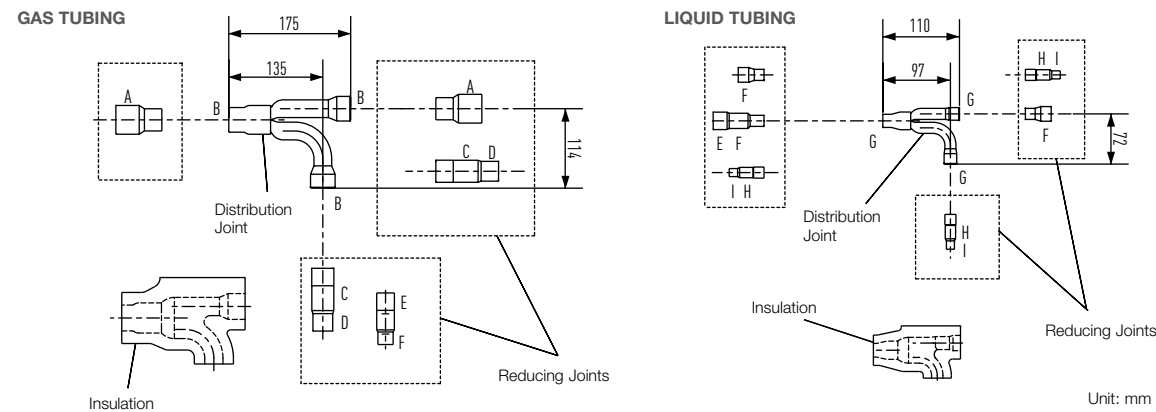 GAS TUBING
175
135
A
B
B
A
C D
114
B
Distribution
Joint
C
D
E
F
Reducing Joints
Insulation
LIQUID TUBING
110
97
F
E F
I H
G
G
H I
F
72
G
Distribution
Joint
H
I
Insulation
Reducing Joints
Unit: mm